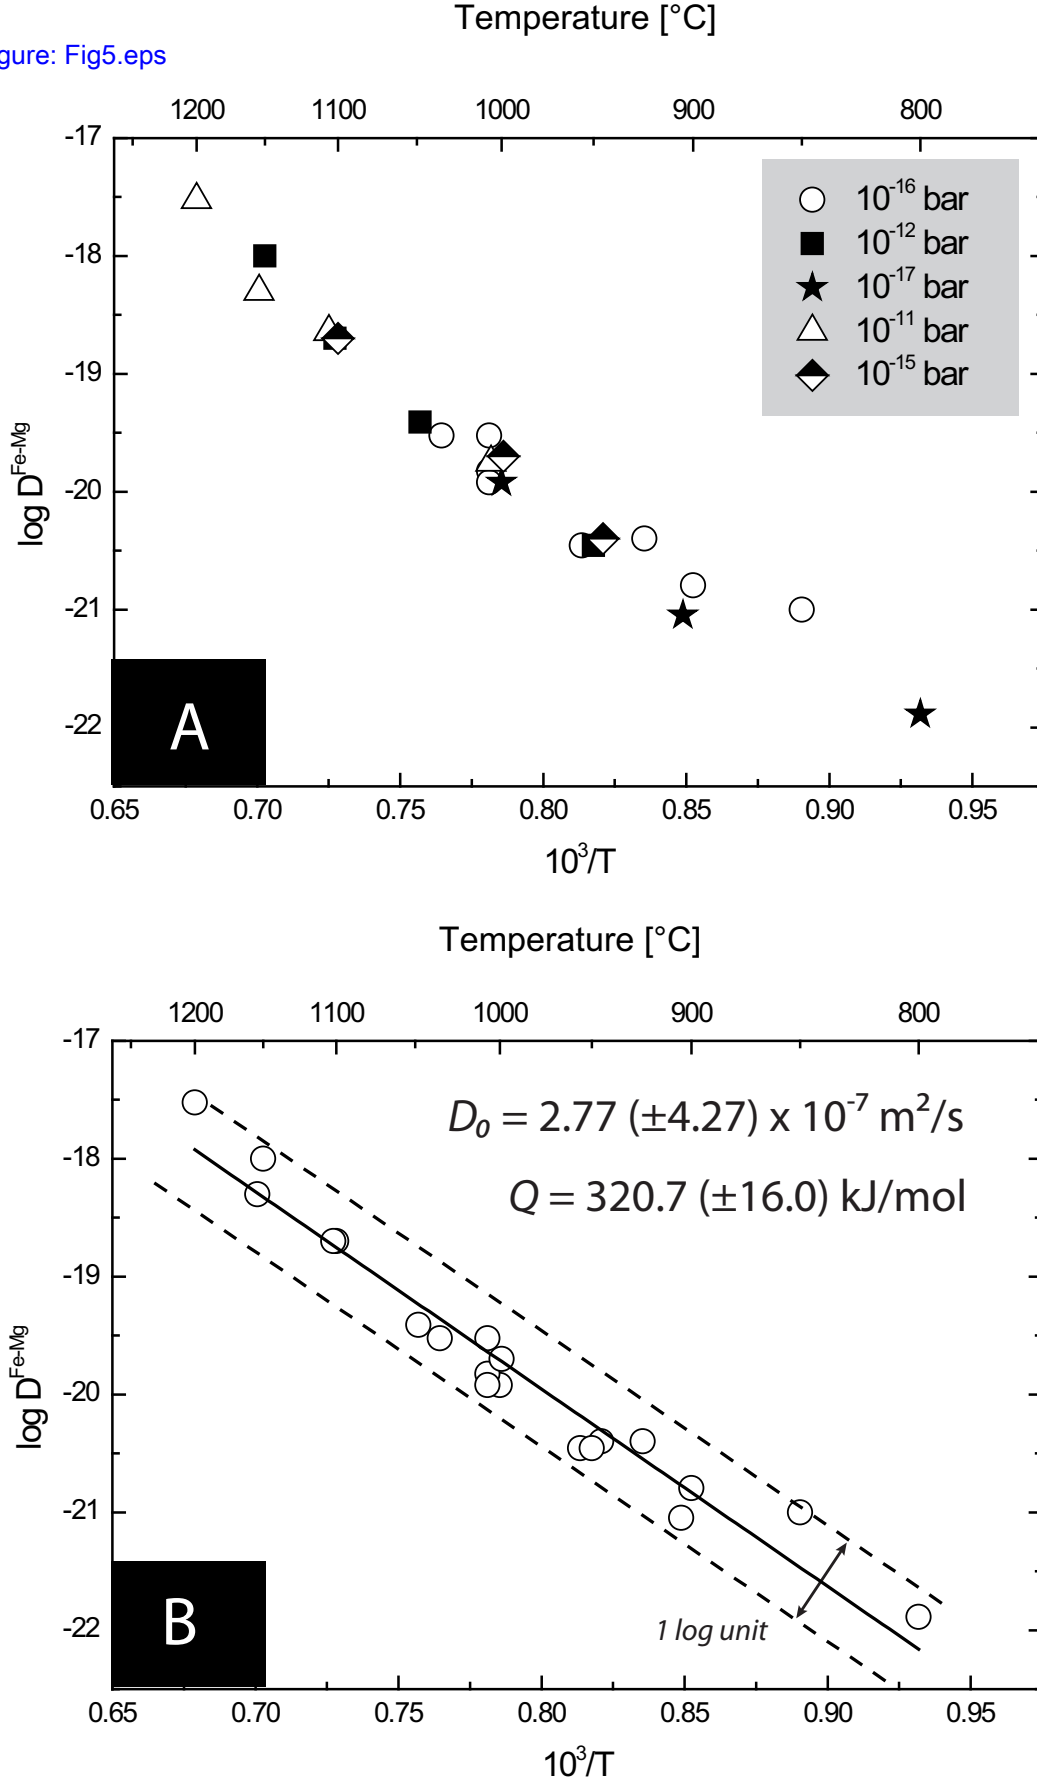 Temperature [°C]
gure: Fig5.eps
1200 1100 1000 900 800
-17
-18
-19
-20
-21
-22
log D^Fe-Mg
10^-16 bar
10^-12 bar
10^-17 bar
10^-11 bar
10^-15 bar
A
0.65 0.70 0.75 0.80 0.85 0.90 0.95
10^3/T
Temperature [°C]
1200 1100 1000 900 800
-17
-18
-19
-20
-21
-22
log D^Fe-Mg
D_0 = 2.77 (±4.27) x 10^-7 m^2/s
Q = 320.7 (±16.0) kJ/mol
1 log unit
B
0.65 0.70 0.75 0.80 0.85 0.90 0.95
10^3/T